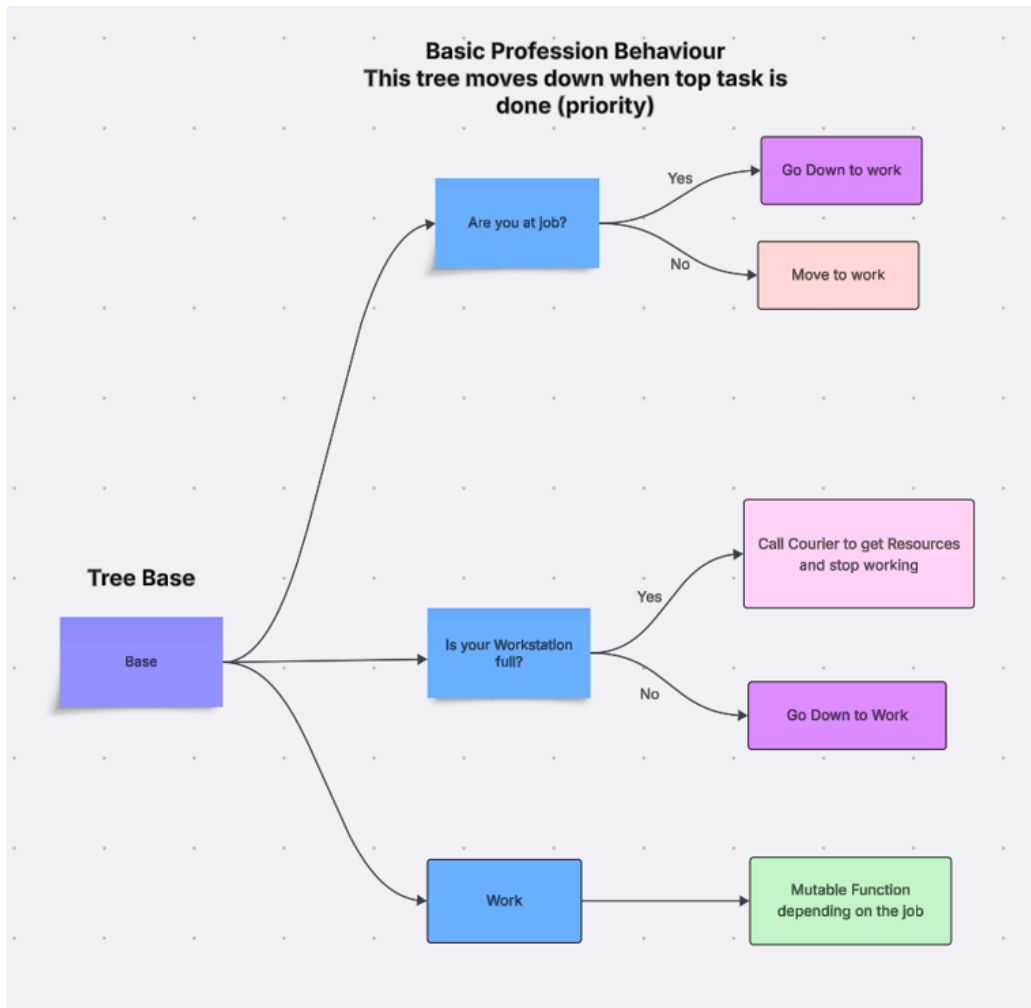 Basic Profession Behaviour
This tree moves down when top task is
done (priority)
Go Down to work
Yes
Are you at job?
No
Move to work
Call Courier to get Resources
and stop working
Tree Base
Yes
Is your Workstation
full?
Base
No
Go Down to Work
Work
Mutable Function
depending on the job